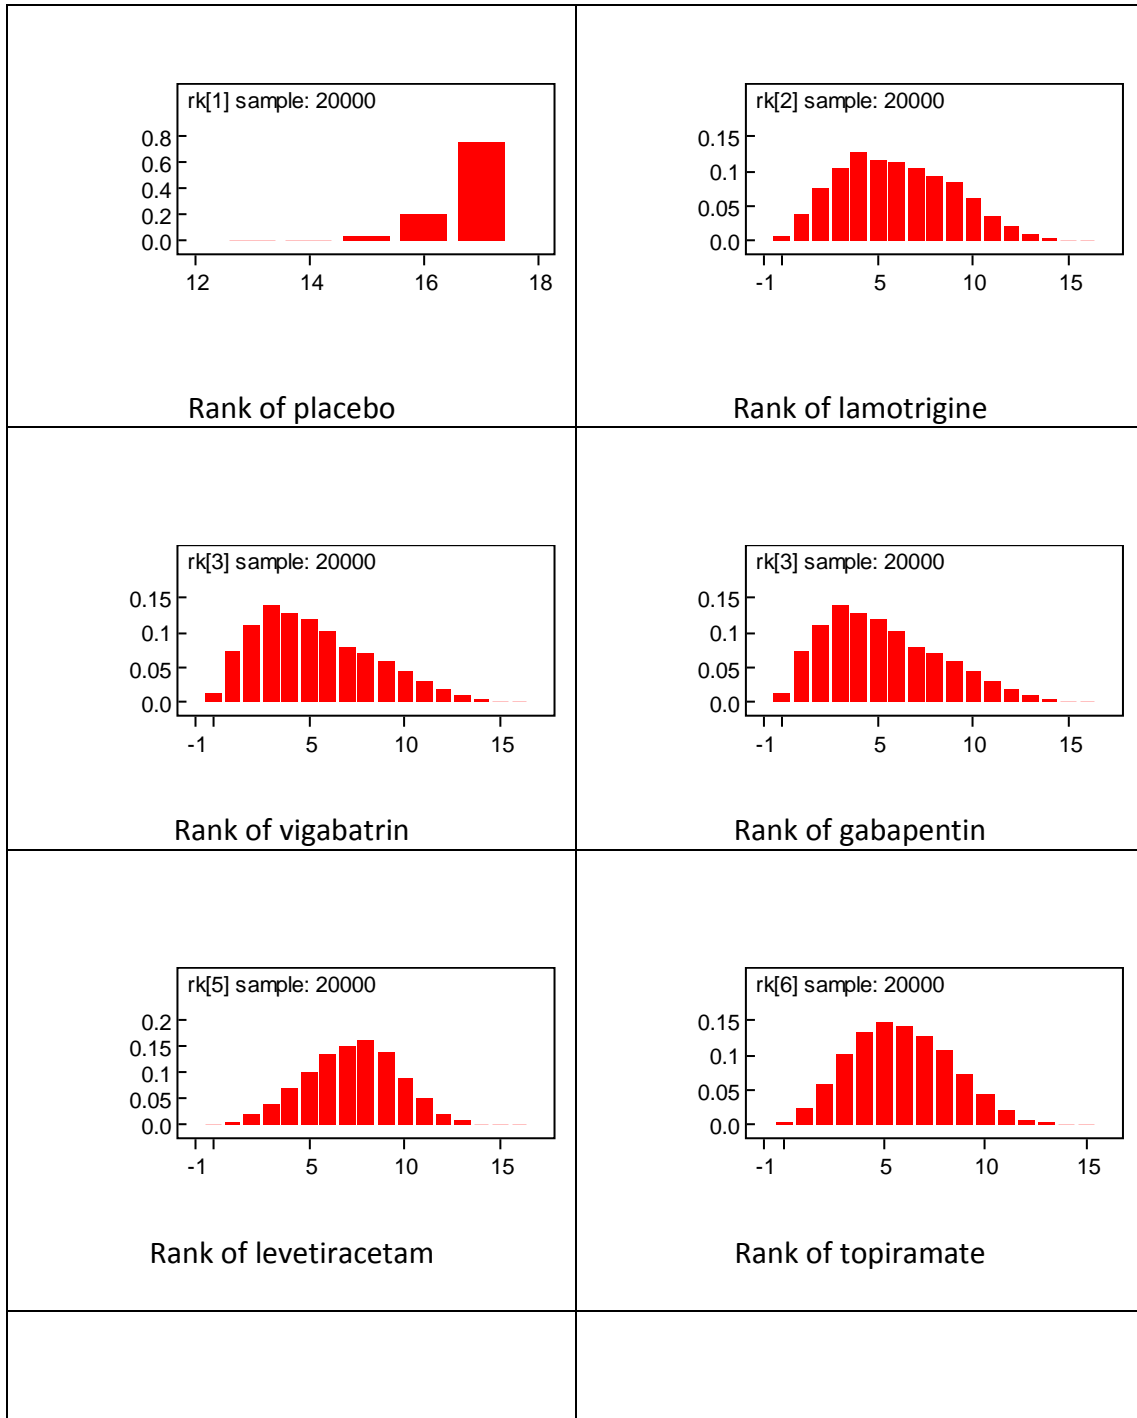 rk[1] sample: 20000
0.8
0.6
0.4
0.2
0.0
12 14 16 18
Rank of placebo
rk[2] sample: 20000
0.15
0.1
0.05
0.0
-1 5 10 15
Rank of lamotrigine
rk[3] sample: 20000
0.15
0.1
0.05
0.0
-1 5 10 15
Rank of vigabatrin
rk[3] sample: 20000
0.15
0.1
0.05
0.0
-1 5 10 15
Rank of gabapentin
rk[5] sample: 20000
0.2
0.15
0.1
0.05
0.0
-1 5 10 15
Rank of levetiracetam
rk[6] sample: 20000
0.15
0.1
0.05
0.0
-1 5 10 15
Rank of topiramate